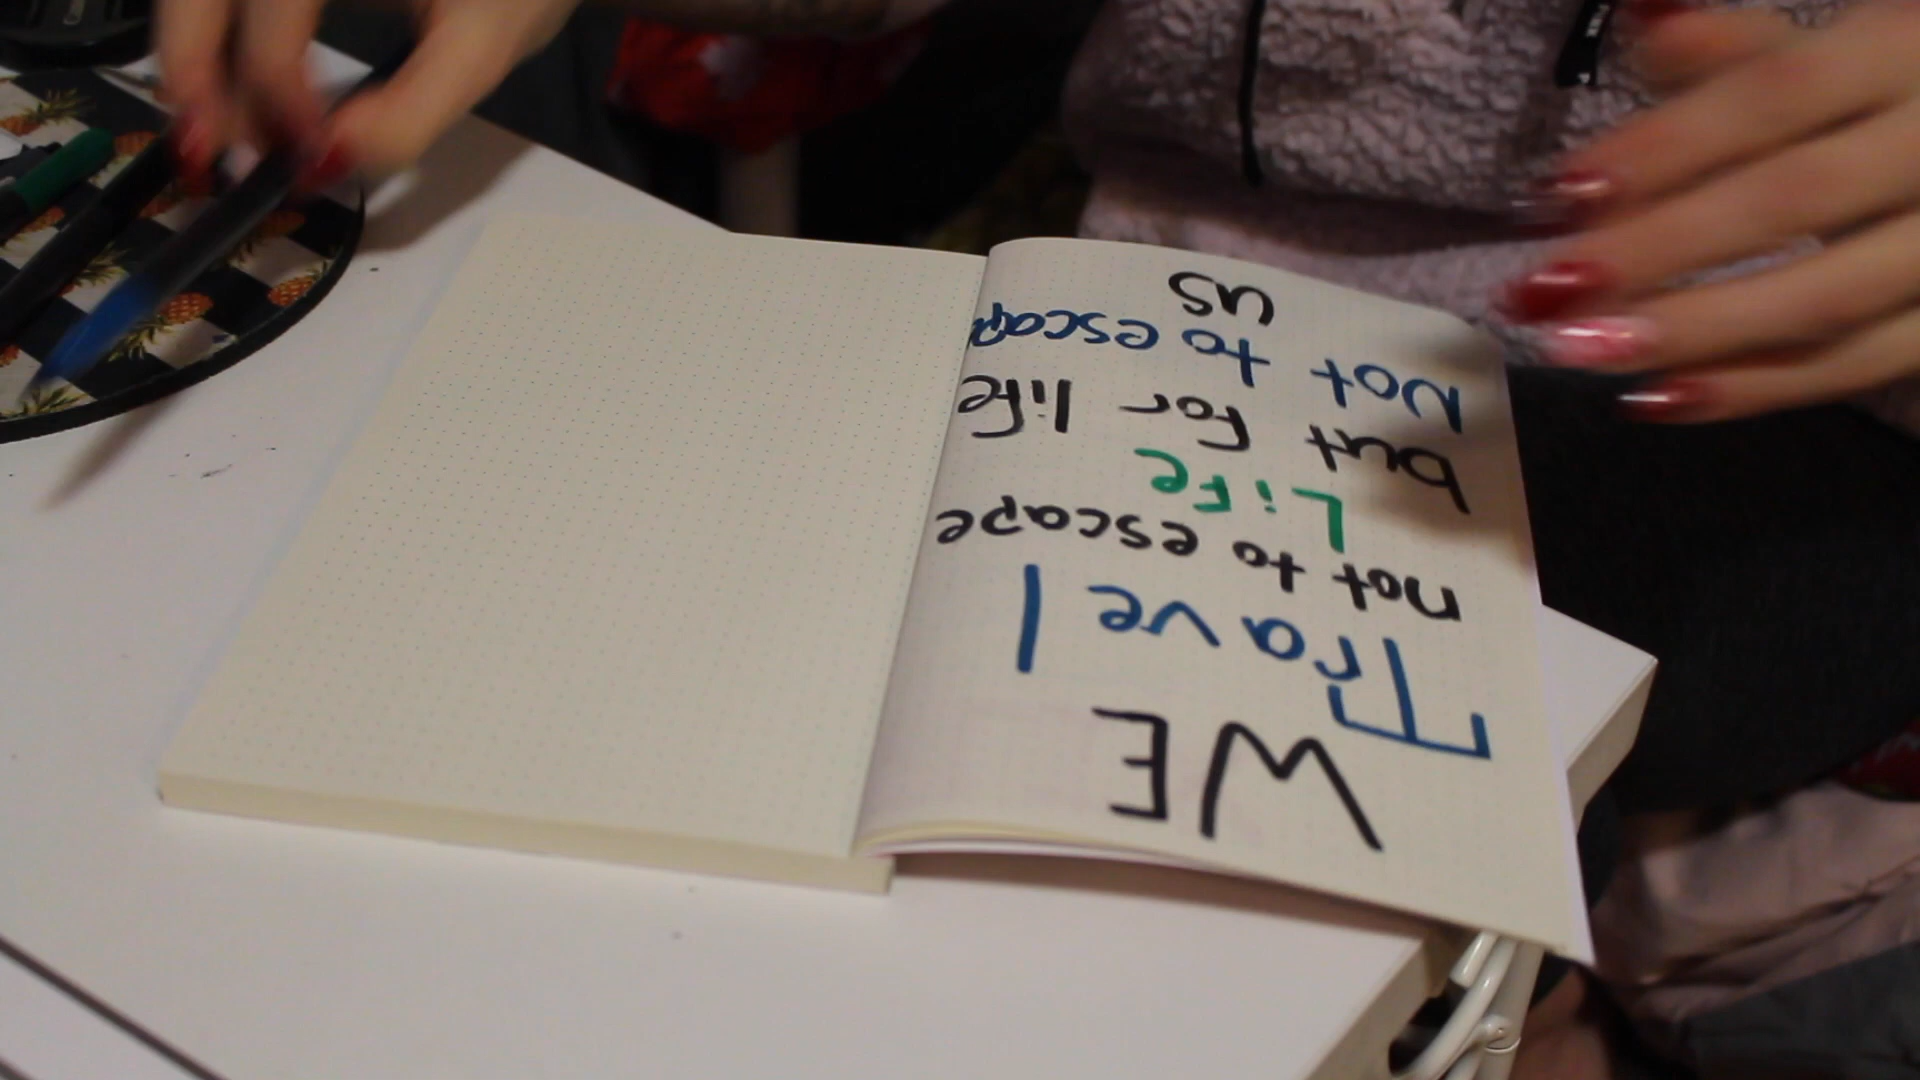 WE
Travel
not to escape
Life
but for life
Not to escape
us